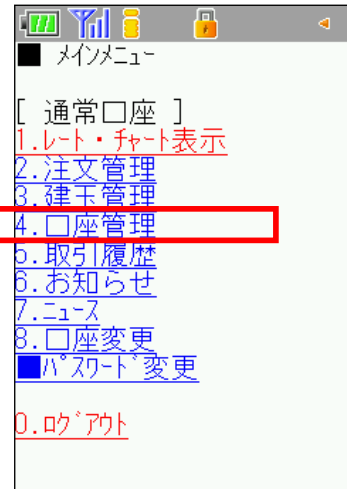 ■ ﾒｲﾝﾒﾆｭｰ
[ 通常口座 ]
1.ﾚｰﾄ・ﾁｬｰﾄ表示
2.注文管理
3.建玉管理
4.口座管理
5.取引履歴
6.お知らせ
7.ﾆｭｰｽ
8.口座変更
■ﾊﾟｽﾜｰﾄﾞ変更
0.ﾛｸﾞｱｳﾄ